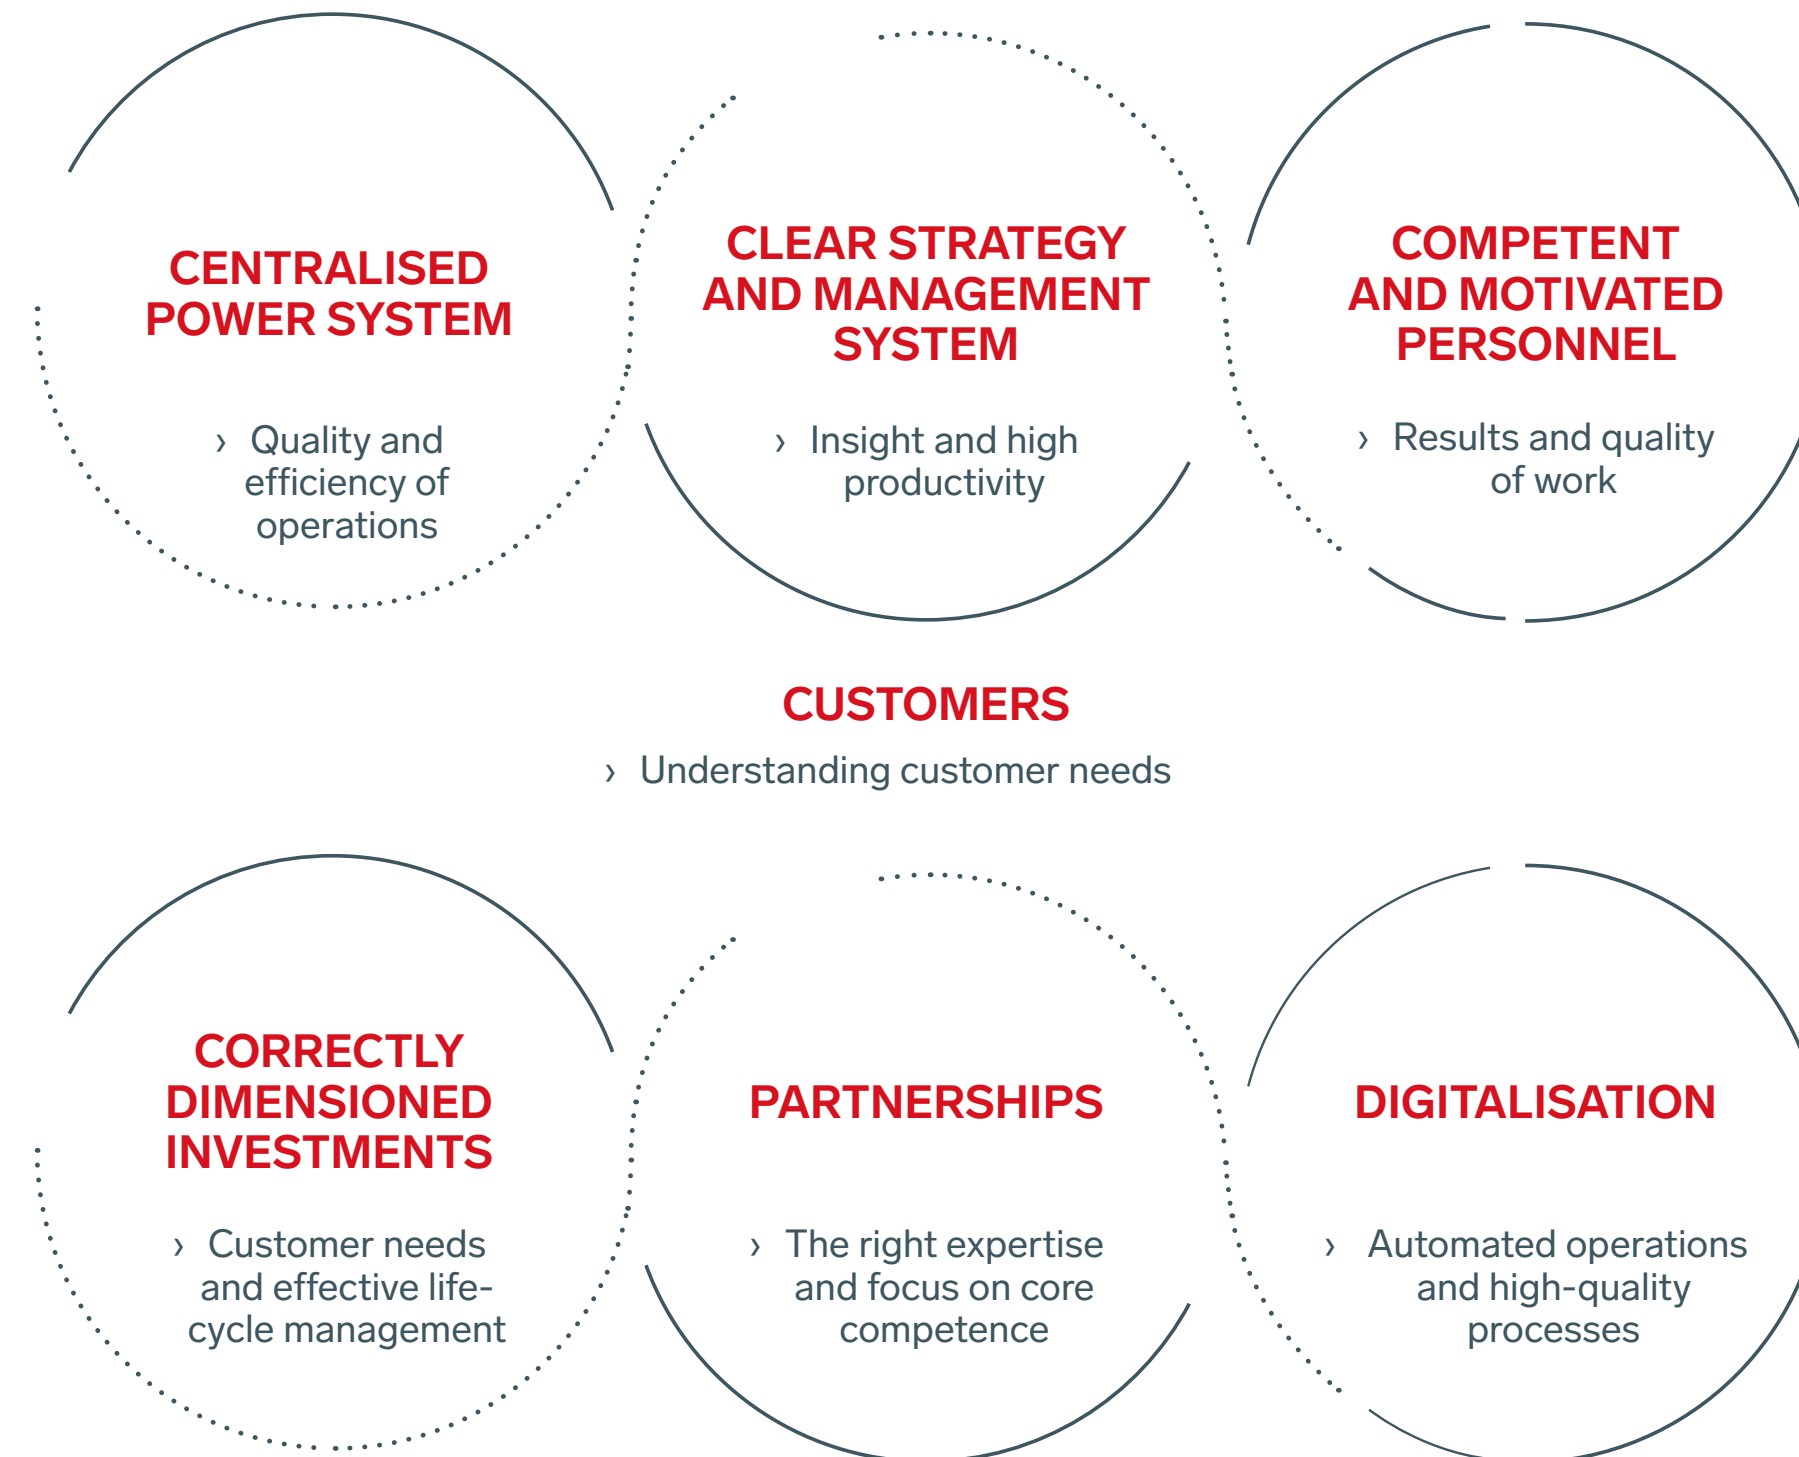 CENTRALISED
POWER SYSTEM
› Quality and
efficiency of
operations
CLEAR STRATEGY
AND MANAGEMENT
SYSTEM
› Insight and high
productivity
COMPETENT
AND MOTIVATED
PERSONNEL
› Results and quality
of work
CUSTOMERS
› Understanding customer needs
CORRECTLY
DIMENSIONED
INVESTMENTS
› Customer needs
and effective life-
cycle management
PARTNERSHIPS
› The right expertise
and focus on core
competence
DIGITALISATION
› Automated operations
and high-quality
processes